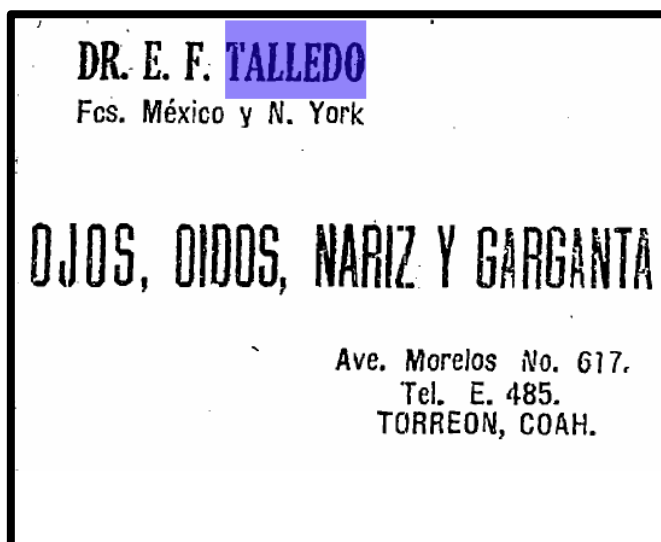 DR. E. F. TALLEDO
Fcs. México y N. York
OJOS, OIDOS, NARIZ Y GARGANTA
Ave. Morelos No. 617.
Tel. E. 485.
TORREON, COAH.